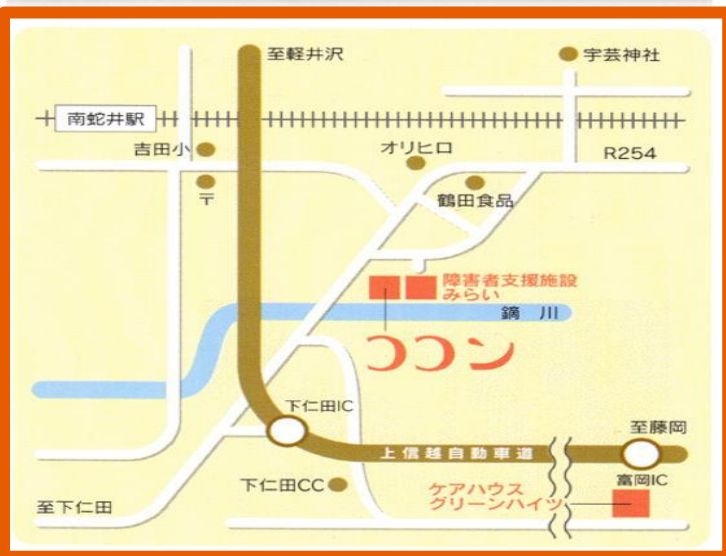 至軽井沢
宇芸神社
南蛇井駅
吉田小
オリヒロ
R254
〒
鶴田食品
障害者支援施設
みらい
鏑 川
ココン
下仁田IC
至藤岡
上信越自動車道
富岡IC
下仁田CC
ケアハウス
グリーンハイツ
至下仁田